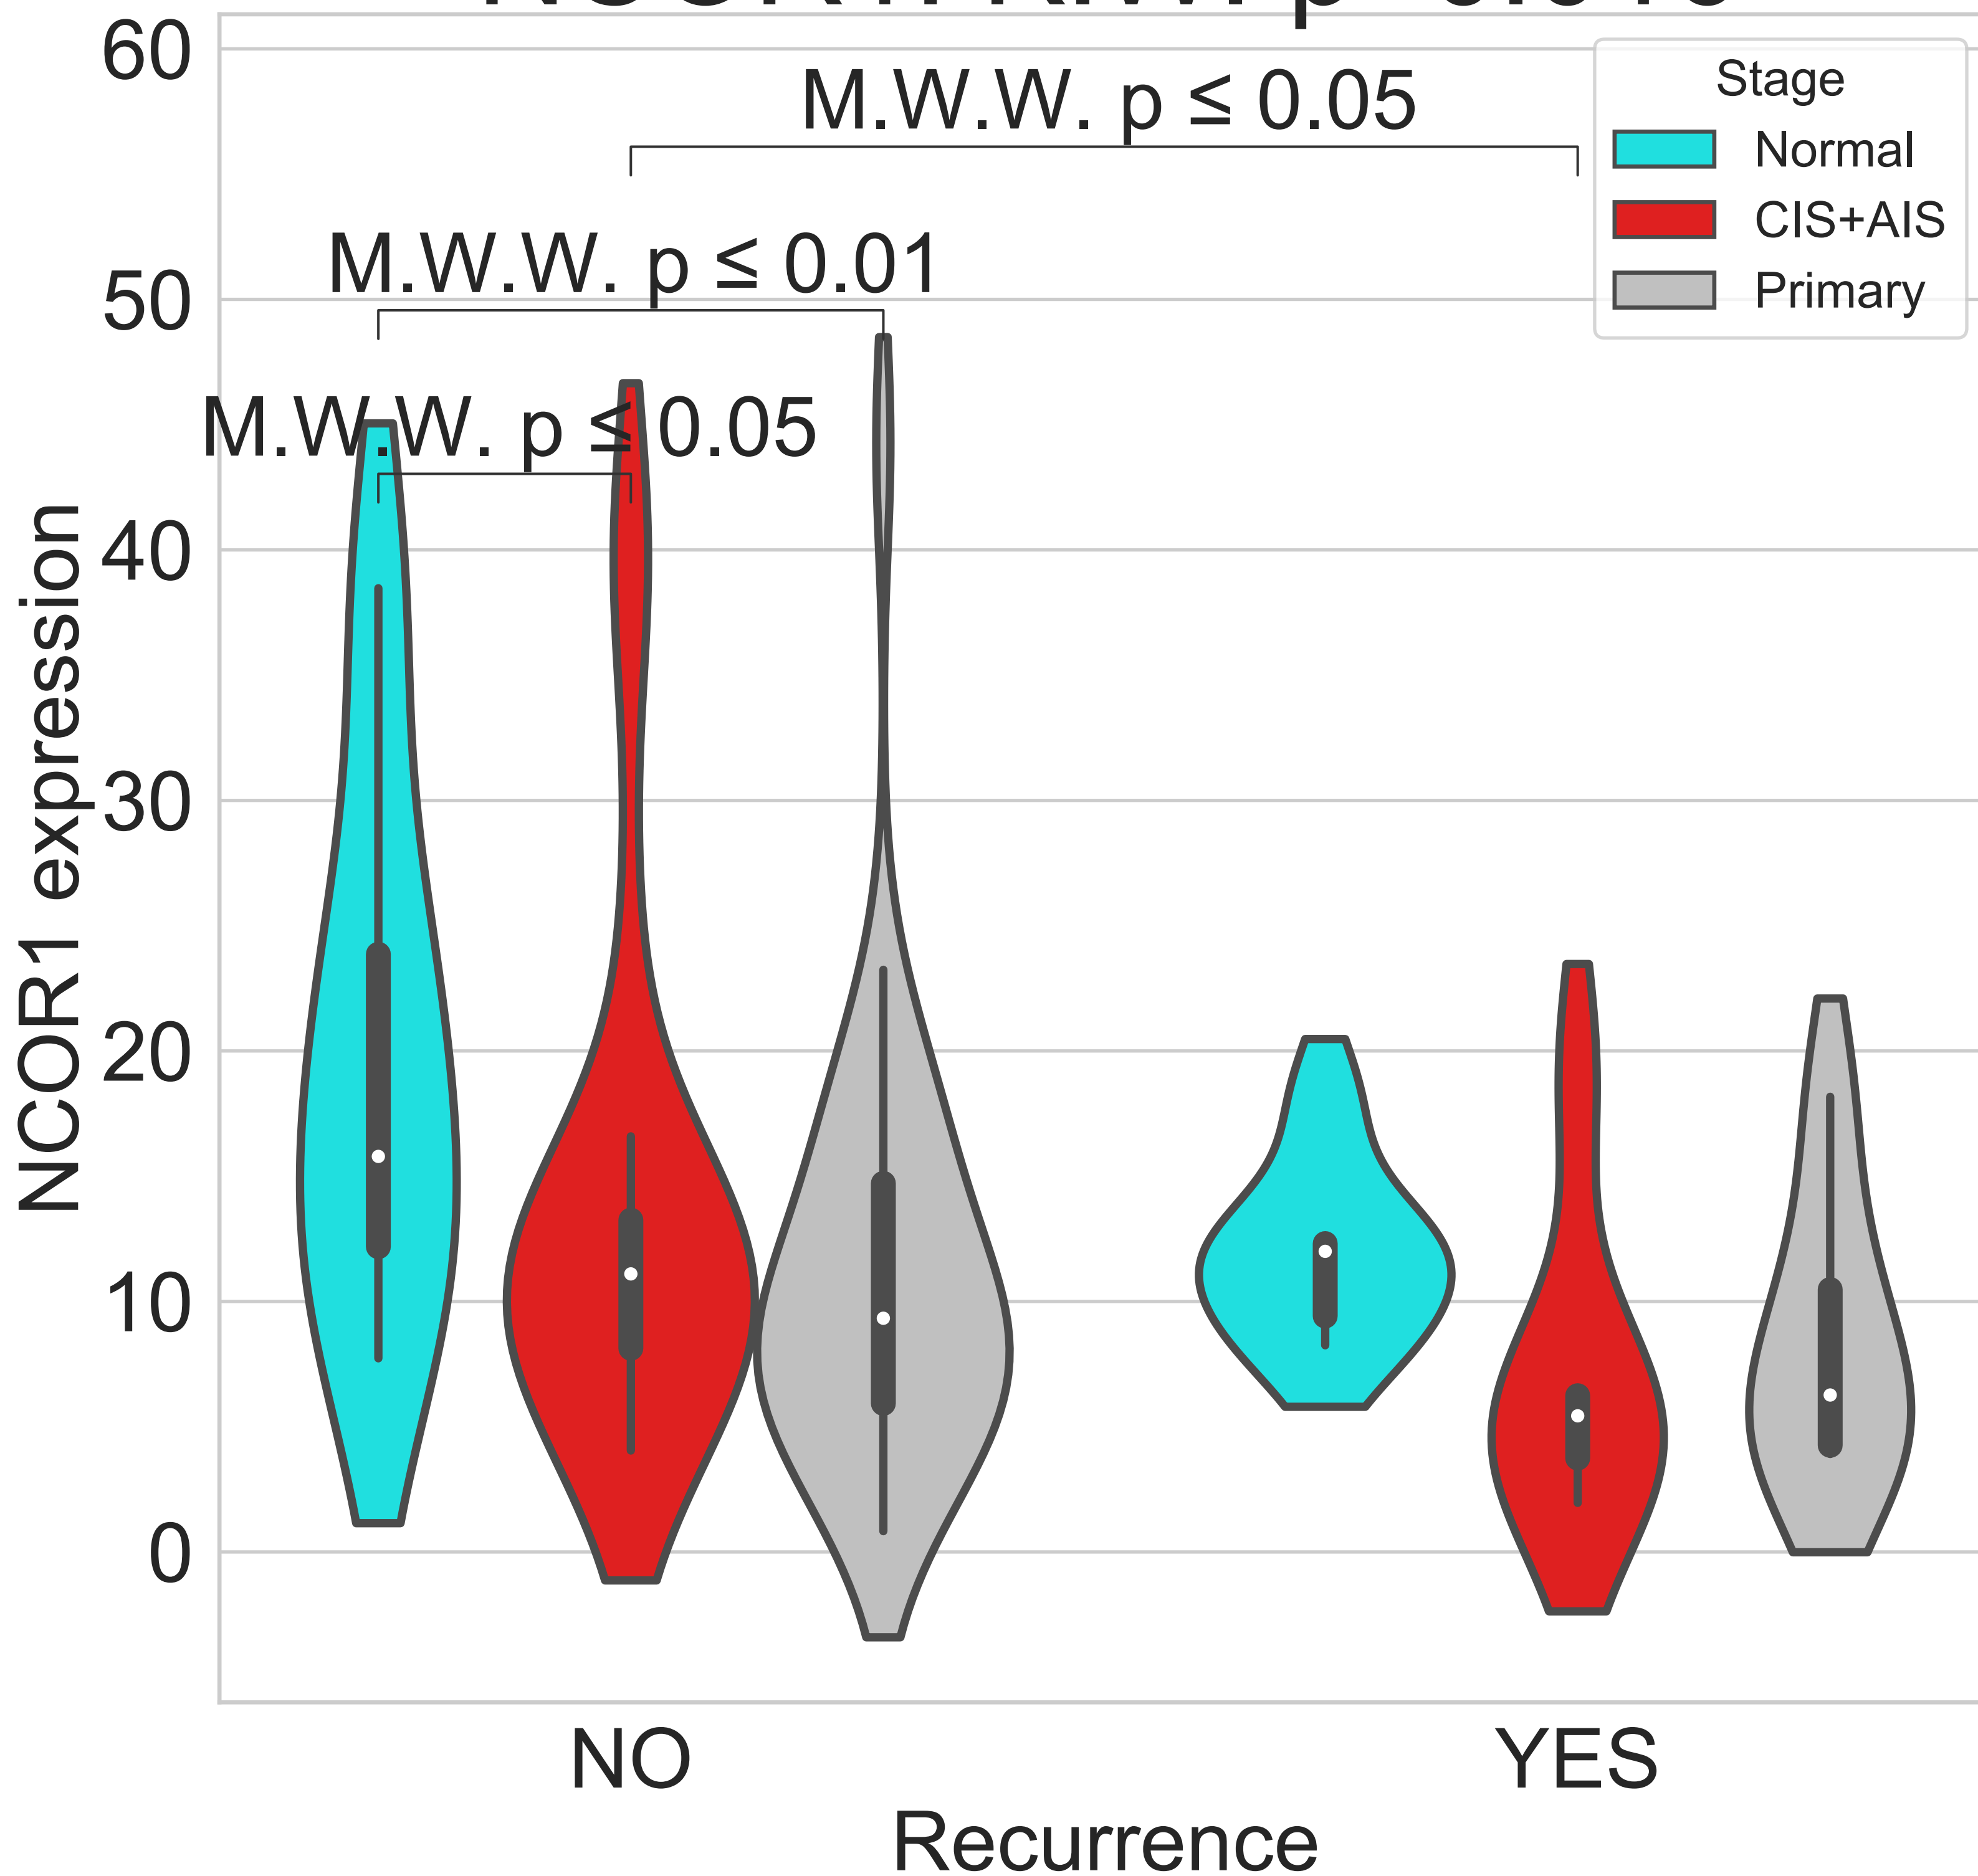 60
50
40
30
20
10
0
NCOR1 expression
M.W.W. p ≤ 0.05
M.W.W. p ≤ 0.01
M.W.W. p ≤ 0.05
Stage
Normal
CIS+AIS
Primary
NO
YES
Recurrence